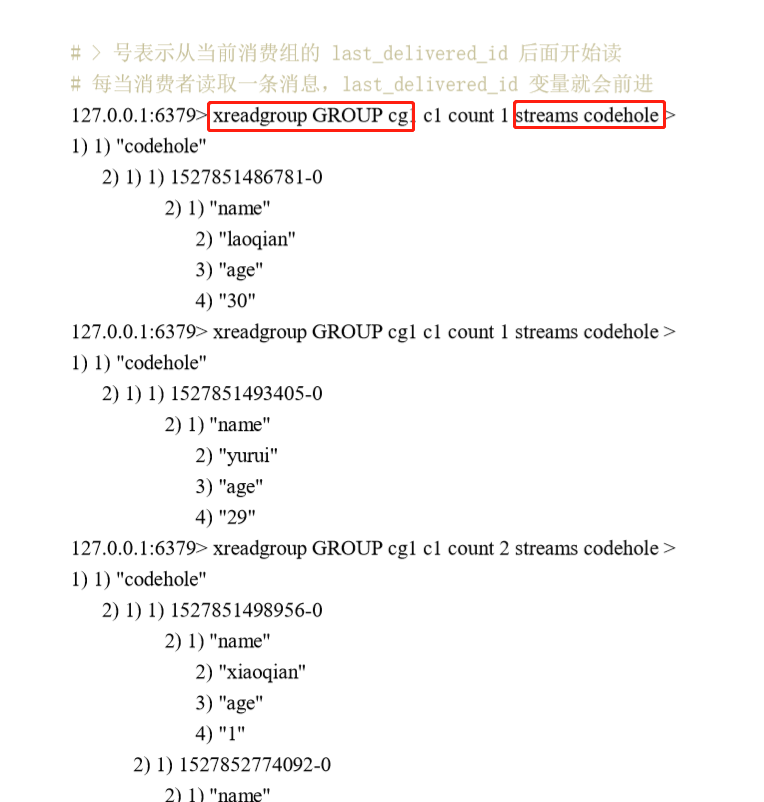 # > 号表示从当前消费组的 last_delivered_id 后面开始读
# 每当消费者读取一条消息，last_delivered_id 变量就会前进
127.0.0.1:6379> xreadgroup GROUP cg1 c1 count 1 streams codehole >
1) 1) "codehole"
2) 1) 1) 1527851486781-0
2) 1) "name"
2) "laoqian"
3) "age"
4) "30"
127.0.0.1:6379> xreadgroup GROUP cg1 c1 count 1 streams codehole >
1) 1) "codehole"
2) 1) 1) 1527851493405-0
2) 1) "name"
2) "yurui"
3) "age"
4) "29"
127.0.0.1:6379> xreadgroup GROUP cg1 c1 count 2 streams codehole >
1) 1) "codehole"
2) 1) 1) 1527851498956-0
2) 1) "name"
2) "xiaoqian"
3) "age"
4) "1"
2) 1) 1527852774092-0
2) 1) "name"